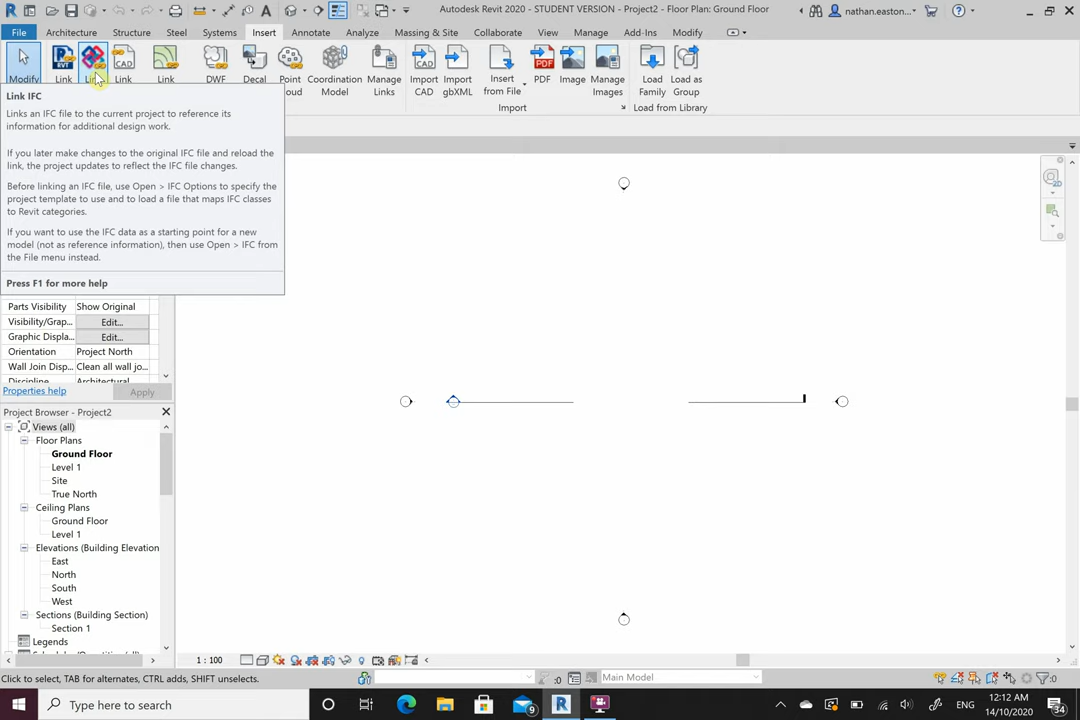 Autodesk Revit 2020 - STUDENT VERSION - Project2 - Floor Plan: Ground Floor
nathan.easton...
File Architecture Structure Steel Systems Insert Annotate Analyze Massing & Site Collaborate View Manage Add-Ins Modify
Modify Link Link Link DWF Decal Point Coordination Model Manage Links Import CAD Import gbXML Insert from File PDF Image Manage Images Load Family Load as Group
Import Load from Library
Link IFC
Links an IFC file to the current project to reference its
information for additional design work.
If you later make changes to the original IFC file and reload the
link, the project updates to reflect the IFC file changes.
Before linking an IFC file, use Open > IFC Options to specify the
project template to use and to load a file that maps IFC classes
to Revit categories.
If you want to use the IFC data as a starting point for a new
model (not as reference information), then use Open > IFC from
the File menu instead.
Press F1 for more help
Parts Visibility Show Original
Visibility/Grap... Edit...
Graphic Displa... Edit...
Orientation Project North
Wall Join Disp... Clean all wall jo...
Discipline Architectural
Properties help Apply
Project Browser - Project2
Views (all)
Floor Plans
Ground Floor
Level 1
Site
True North
Ceiling Plans
Ground Floor
Level 1
Elevations (Building Elevation
East
North
South
West
Sections (Building Section)
Section 1
Legends
1 : 100
Click to select, TAB for alternates, CTRL adds, SHIFT unselects.
:0 Main Model :0
Type here to search
9
ENG
12:12 AM
14/10/2020
34